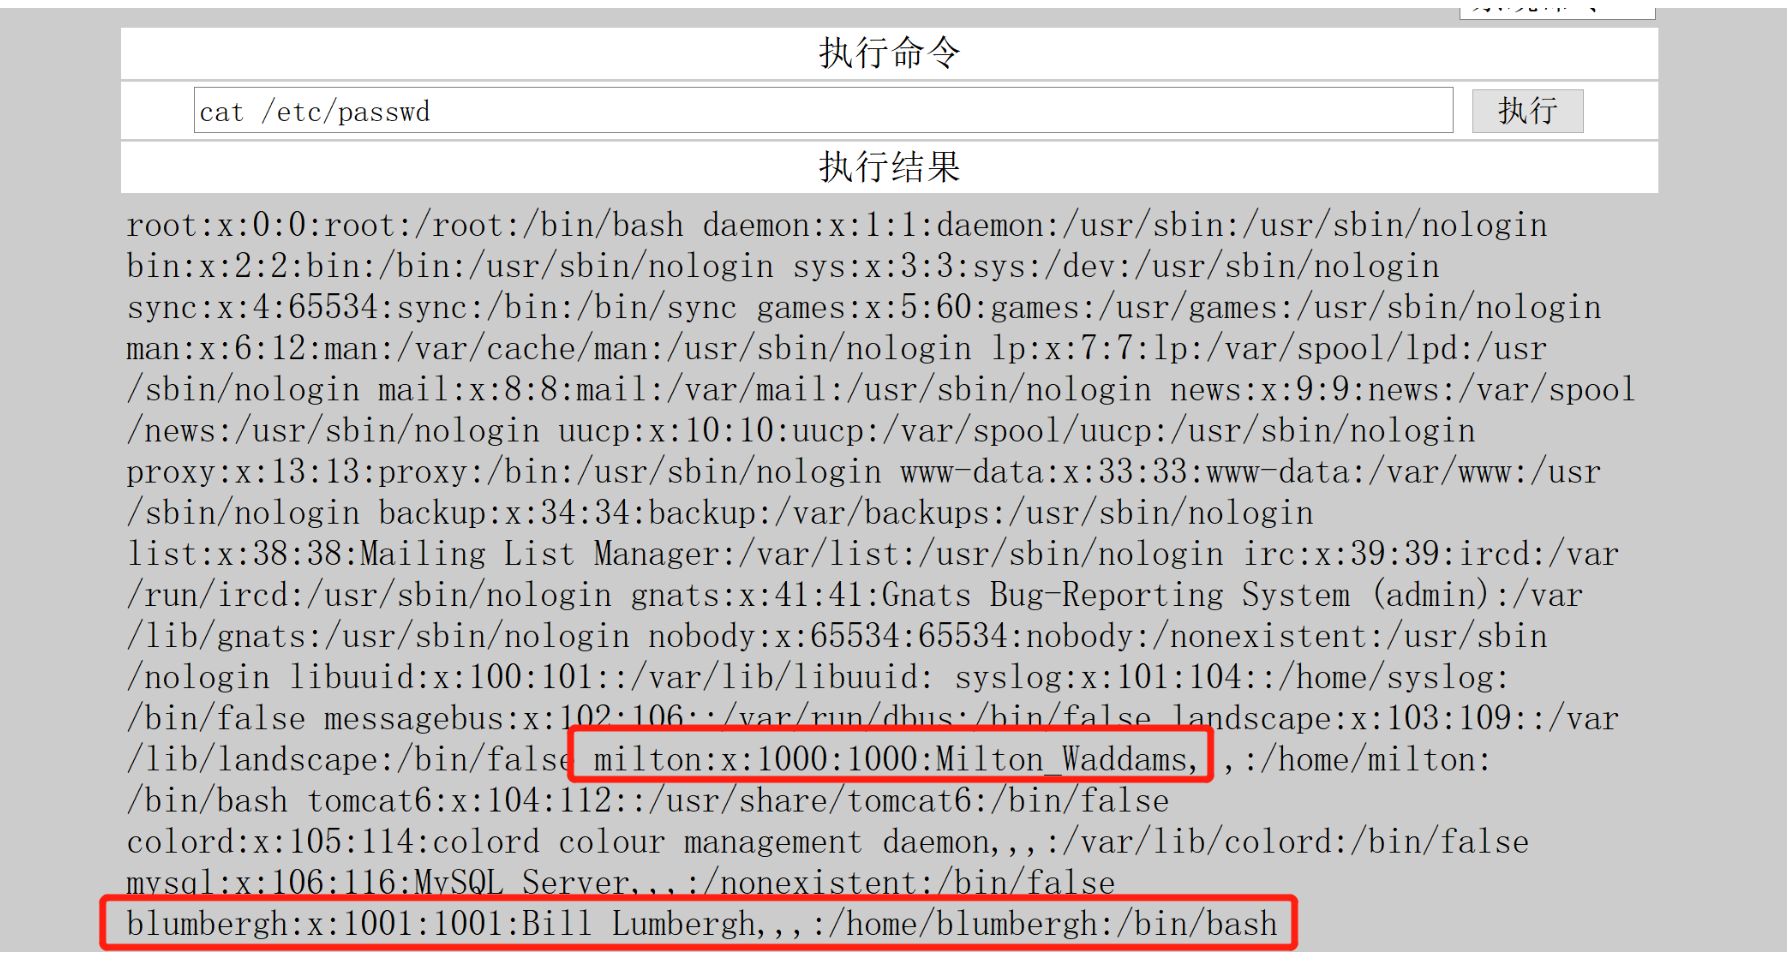 执行命令
cat /etc/passwd
执行
执行结果
root:x:0:0:root:/root:/bin/bash daemon:x:1:1:daemon:/usr/sbin:/usr/sbin/nologin
bin:x:2:2:bin:/bin:/usr/sbin/nologin sys:x:3:3:sys:/dev:/usr/sbin/nologin
sync:x:4:65534:sync:/bin:/bin/sync games:x:5:60:games:/usr/games:/usr/sbin/nologin
man:x:6:12:man:/var/cache/man:/usr/sbin/nologin lp:x:7:7:lp:/var/spool/lpd:/usr
/sbin/nologin mail:x:8:8:mail:/var/mail:/usr/sbin/nologin news:x:9:9:news:/var/spool
/news:/usr/sbin/nologin uucp:x:10:10:uucp:/var/spool/uucp:/usr/sbin/nologin
proxy:x:13:13:proxy:/bin:/usr/sbin/nologin www-data:x:33:33:www-data:/var/www:/usr
/sbin/nologin backup:x:34:34:backup:/var/backups:/usr/sbin/nologin
list:x:38:38:Mailing List Manager:/var/list:/usr/sbin/nologin irc:x:39:39:ircd:/var
/run/ircd:/usr/sbin/nologin gnats:x:41:41:Gnats Bug-Reporting System (admin):/var
/lib/gnats:/usr/sbin/nologin nobody:x:65534:65534:nobody:/nonexistent:/usr/sbin
/nologin libuuid:x:100:101::/var/lib/libuuid: syslog:x:101:104::/home/syslog:
/bin/false messagebus:x:102:106::/var/run/dbus:/bin/false landscape:x:103:109::/var
/lib/landscape:/bin/false milton:x:1000:1000:Milton_Waddams,,,:/home/milton:
/bin/bash tomcat6:x:104:112::/usr/share/tomcat6:/bin/false
colord:x:105:114:colord colour management daemon,,,:/var/lib/colord:/bin/false
mysql:x:106:116:MySQL Server,,,:/nonexistent:/bin/false
blumbergh:x:1001:1001:Bill Lumbergh,,,:/home/blumbergh:/bin/bash